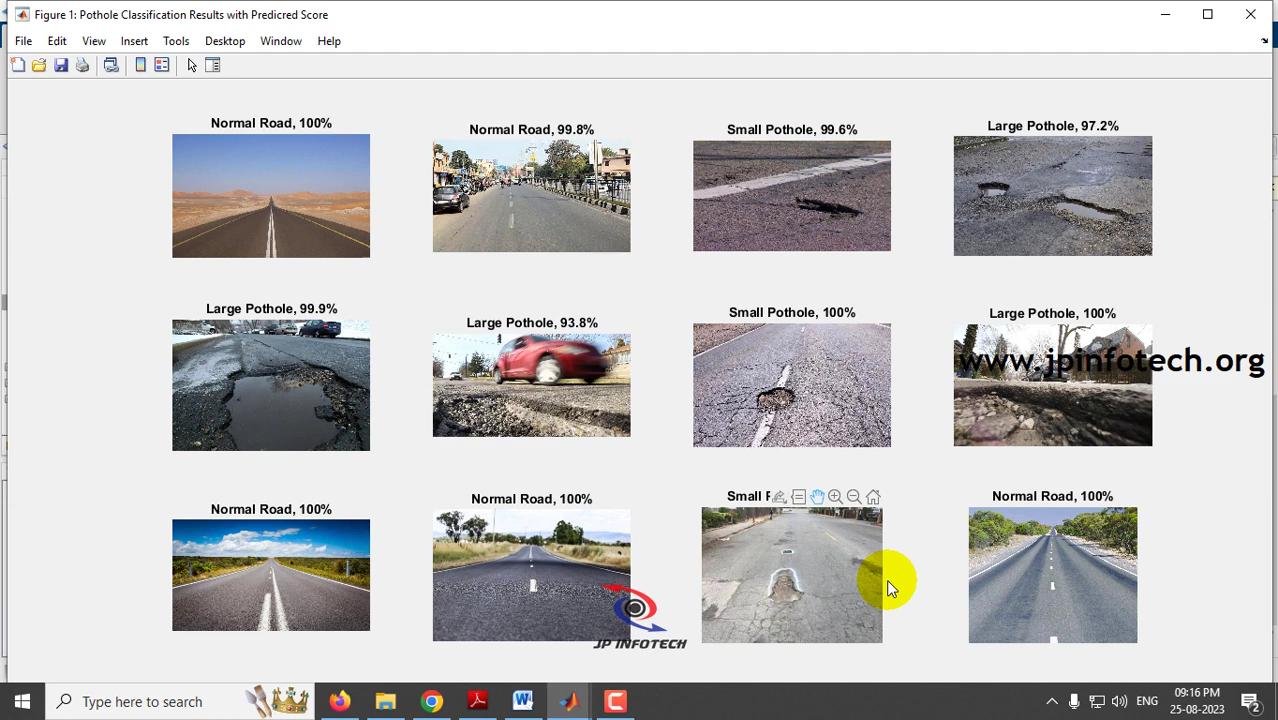 Figure 1: Pothole Classification Results with Predicred Score
File Edit View Insert Tools Desktop Window Help
Normal Road, 100%
Normal Road, 99.8%
Small Pothole, 99.6%
Large Pothole, 97.2%
Large Pothole, 99.9%
Large Pothole, 93.8%
Small Pothole, 100%
Large Pothole, 100%
www.jpinfotech.org
Normal Road, 100%
Normal Road, 100%
Small
Normal Road, 100%
JP INFOTECH
Type here to search
ENG
09:16 PM
25-08-2023
2